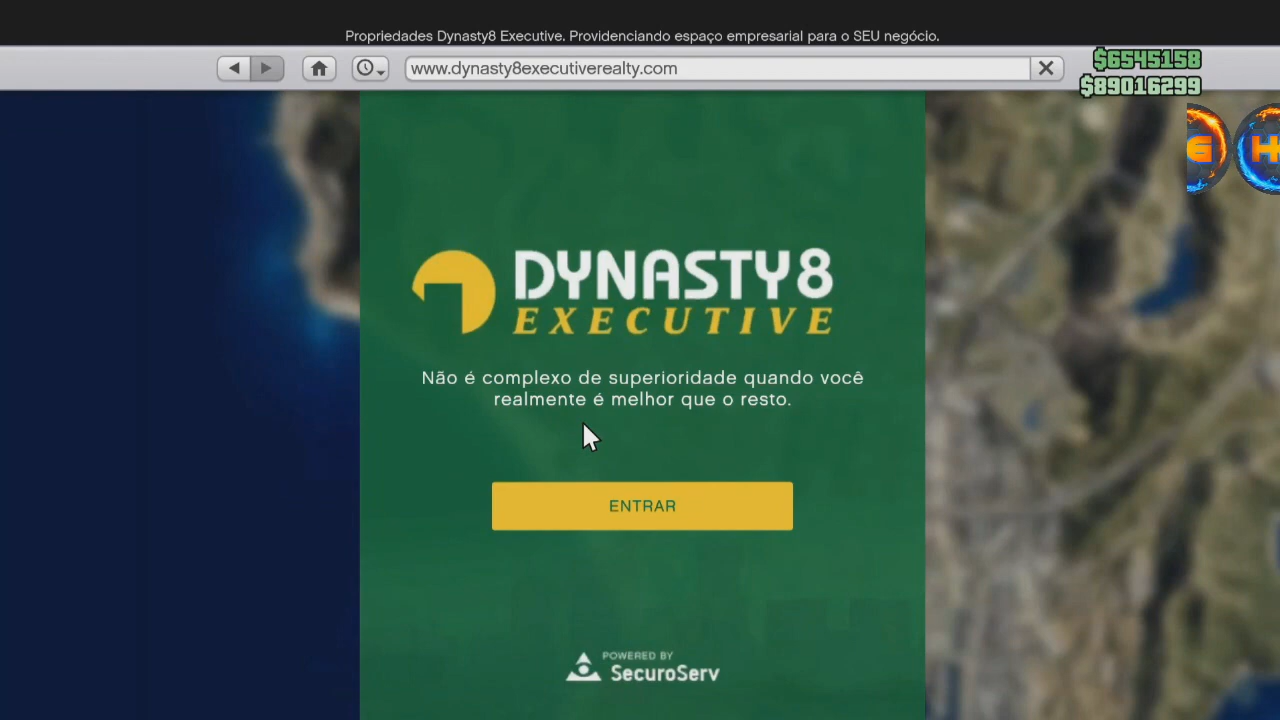 Propriedades Dynasty8 Executive. Providenciando espaço empresarial para o SEU negócio.
www.dynasty8executiverealty.com
$6545158
$89016299
G H
DYNASTY8
EXECUTIVE
Não é complexo de superioridade quando você
realmente é melhor que o resto.
ENTRAR
POWERED BY
SecuroServ